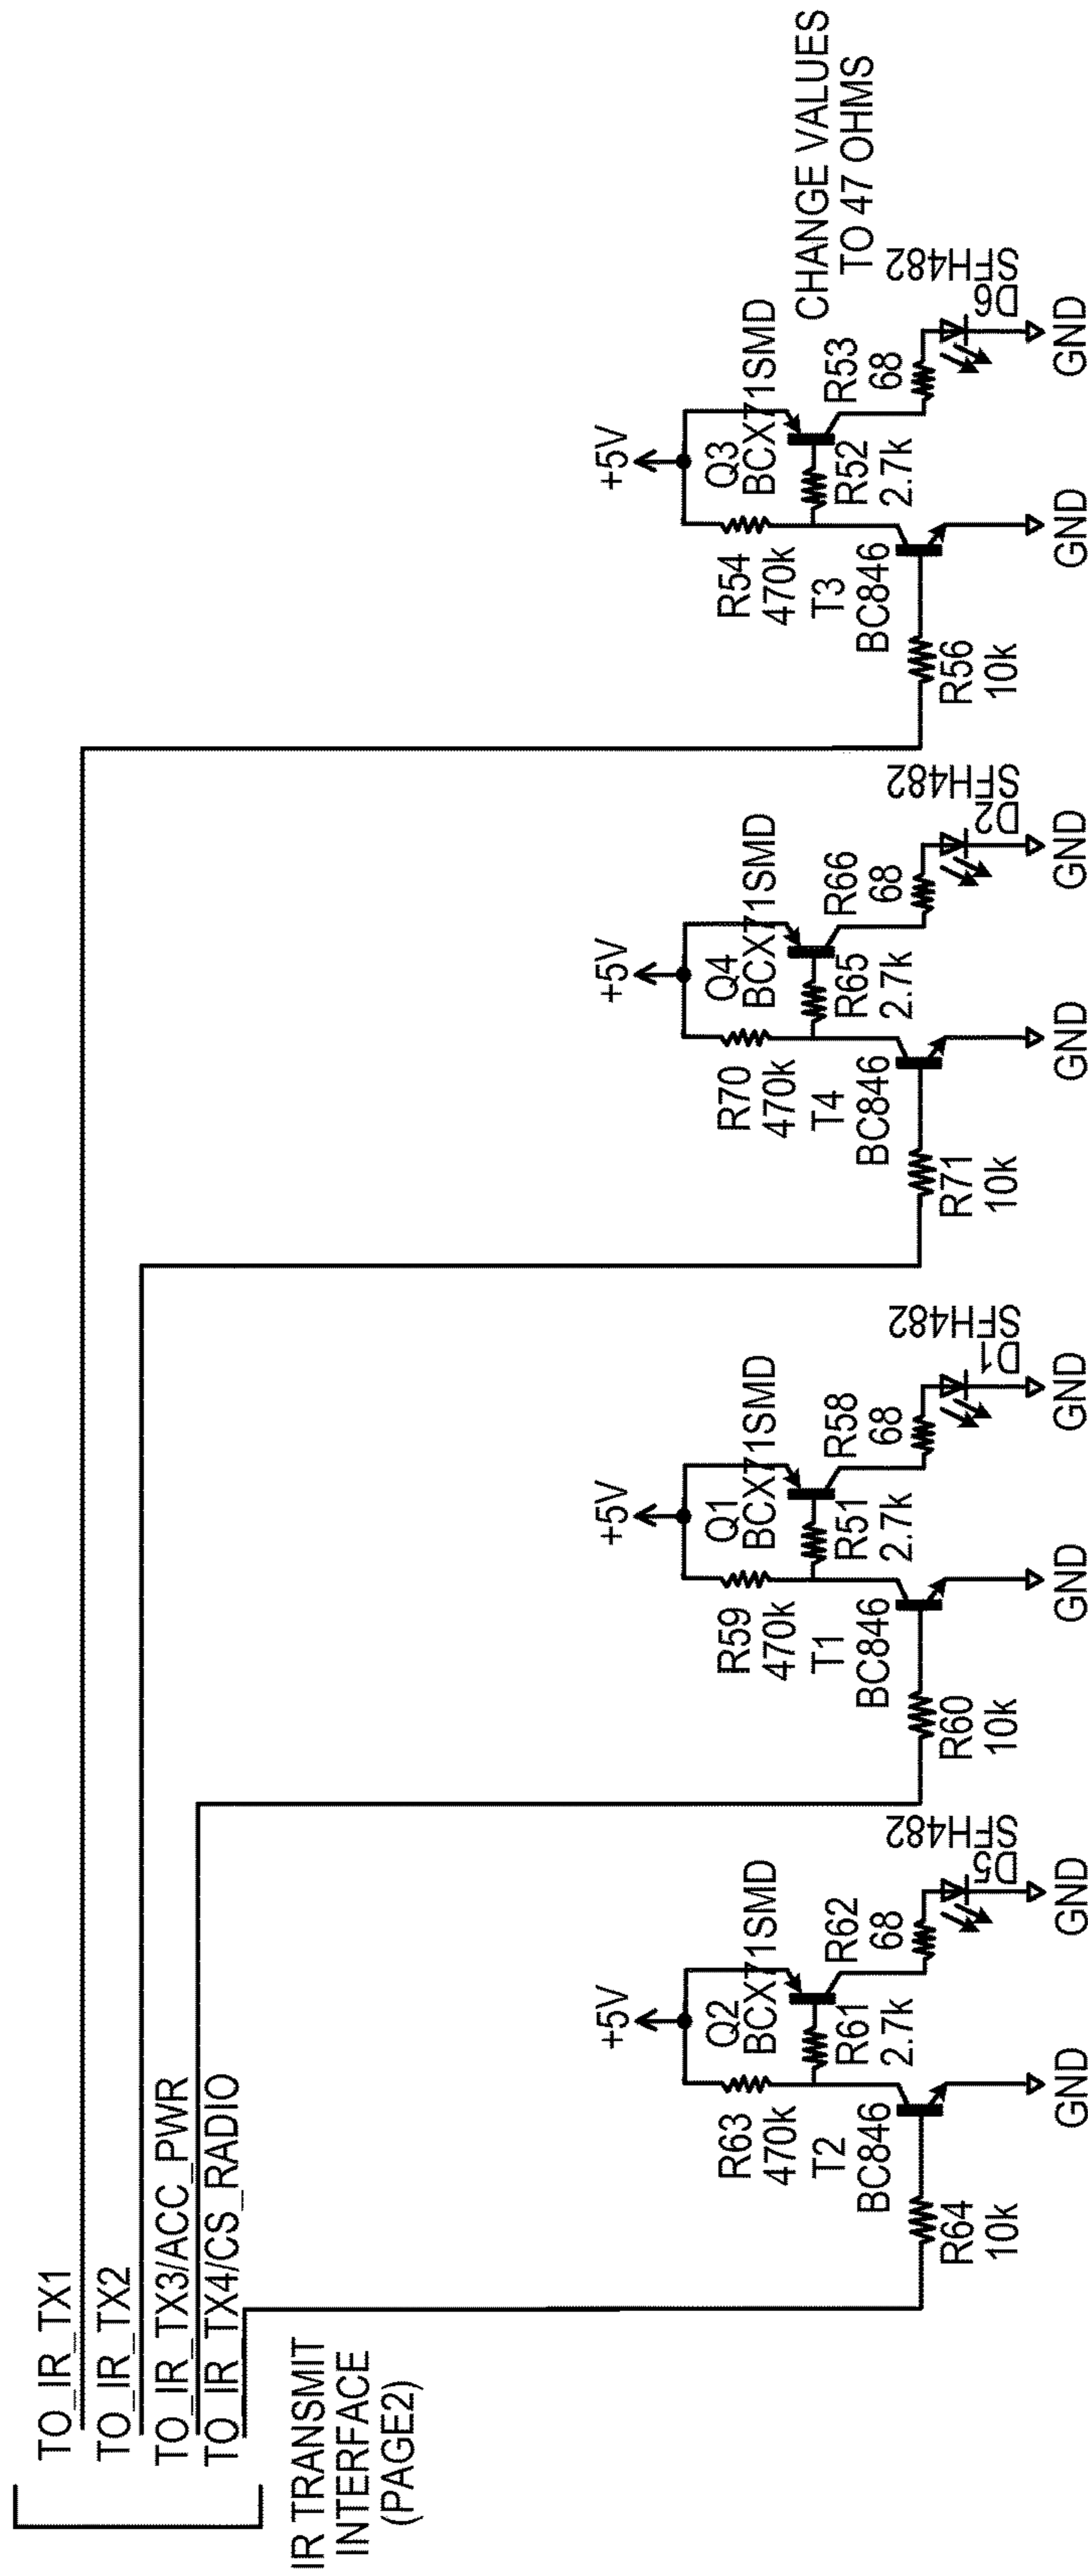 TO_IR_TX1
TO_IR_TX2
TO_IR_TX3/ACC_PWR
TO_IR_TX4/CS_RADIO
IR TRANSMIT
INTERFACE
(PAGE2)
+5V
Q2
BCX71SMD
R63
470k
T2
BC846
R61
2.7k
R62
68
R64
10k
SFH482
D5
GND
GND
+5V
Q1
BCX71SMD
R59
470k
T1
BC846
R51
2.7k
R58
68
R60
10k
SFH482
D1
GND
GND
+5V
Q4
BCX71SMD
R70
470k
T4
BC846
R65
2.7k
R66
68
R71
10k
SFH482
D2
GND
GND
+5V
Q3
BCX71SMD
R54
470k
T3
BC846
R52
2.7k
R53
68
R56
10k
SFH482
D6
GND
GND
CHANGE VALUES
TO 47 OHMS